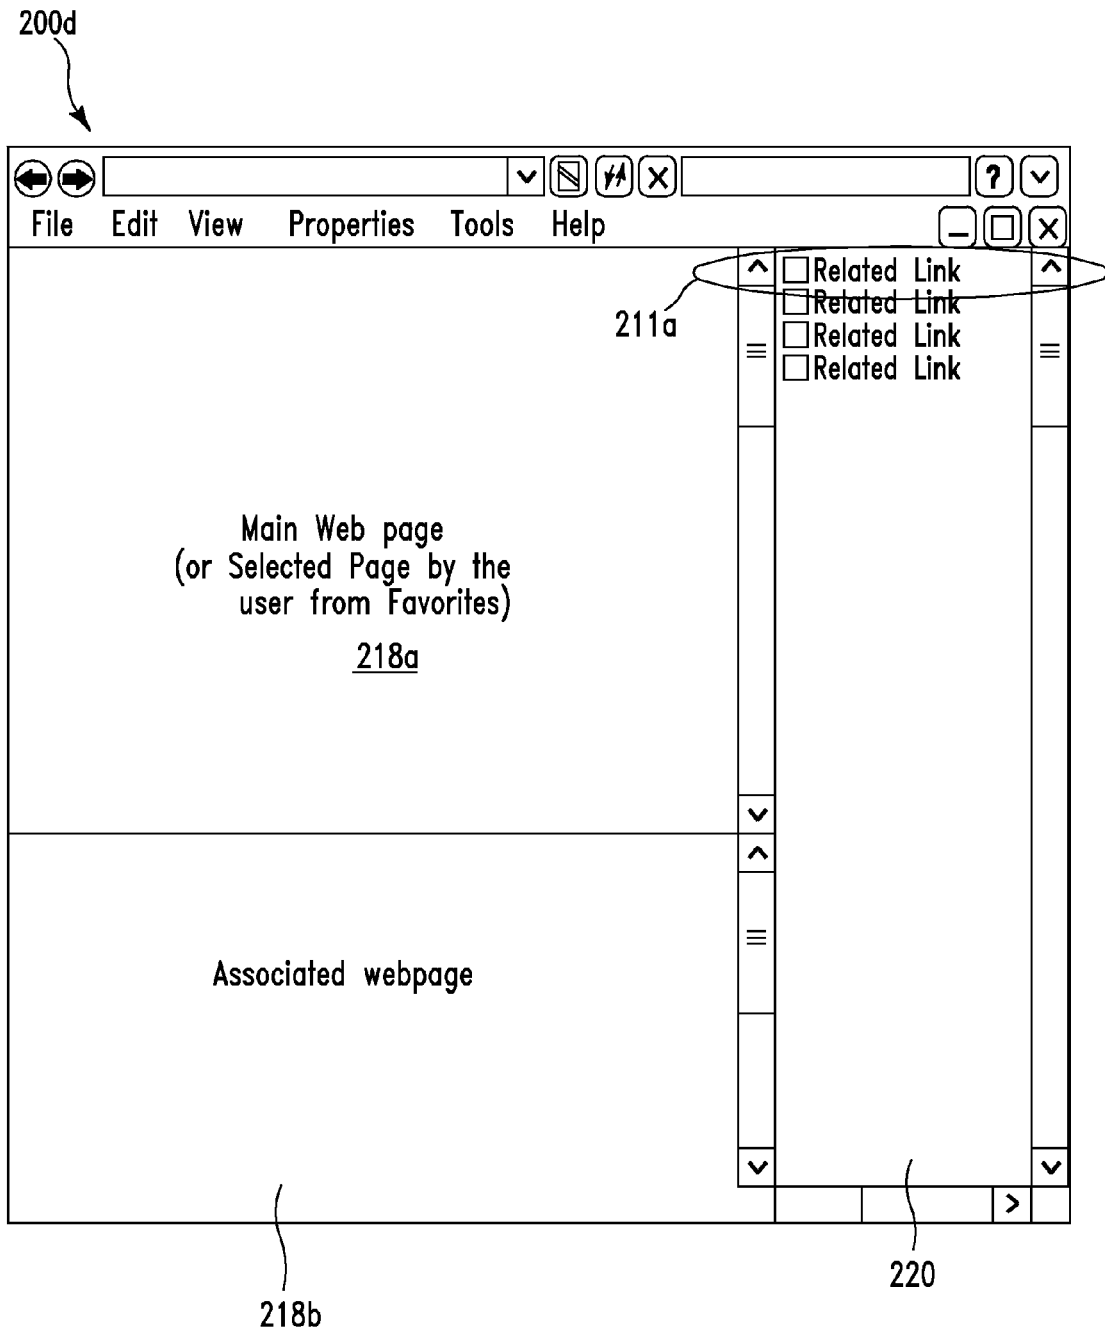 200d
?
File Edit View Properties Tools Help
Related Link
211a
Related Link
Related Link
Related Link
Main Web page
(or Selected Page by the
user from Favorites)
218a
Associated webpage
220
218b